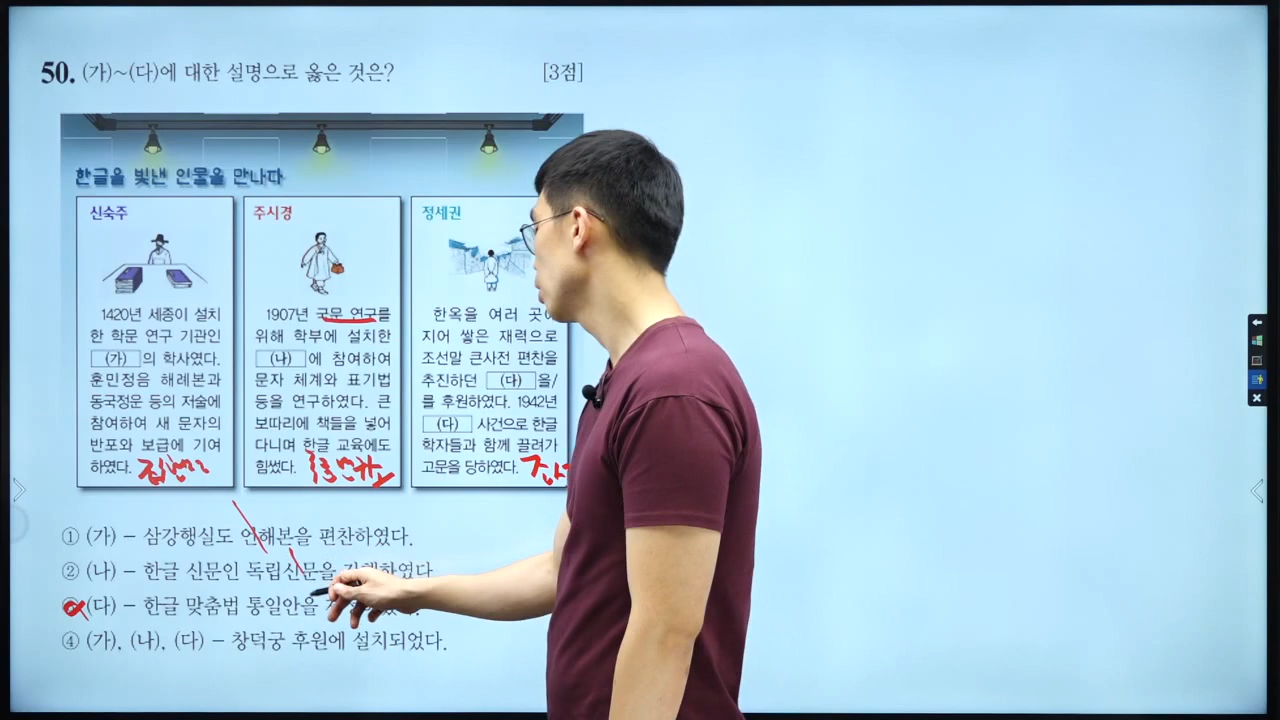 50. (가)~(다)에 대한 설명으로 옳은 것은? [3점]
한글을 빛낸 인물을 만나다
신숙주
1420년 세종이 설치
한 학문 연구 기관인
(가) 의 학사였다.
훈민정음 해례본과
동국정운 등의 저술에
참여하여 새 문자의
반포와 보급에 기여
하였다.
주시경
1907년 국문 연구를
위해 학부에 설치한
(나) 에 참여하여
문자 체계와 표기법
등을 연구하였다. 큰
보따리에 책들을 넣어
다니며 한글 교육에도
힘썼다.
정세권
한옥을 여러 곳에
지어 쌓은 재력으로
조선말 큰사전 편찬을
추진하던 (다) 을/
를 후원하였다. 1942년
(다) 사건으로 한글
학자들과 함께 끌려가
고문을 당하였다.
① (가) – 삼강행실도 언해본을 편찬하였다.
② (나) – 한글 신문인 독립신문을
(다) – 한글 맞춤법 통일안을
④ (가), (나), (다) – 창덕궁 후원에 설치되었다.